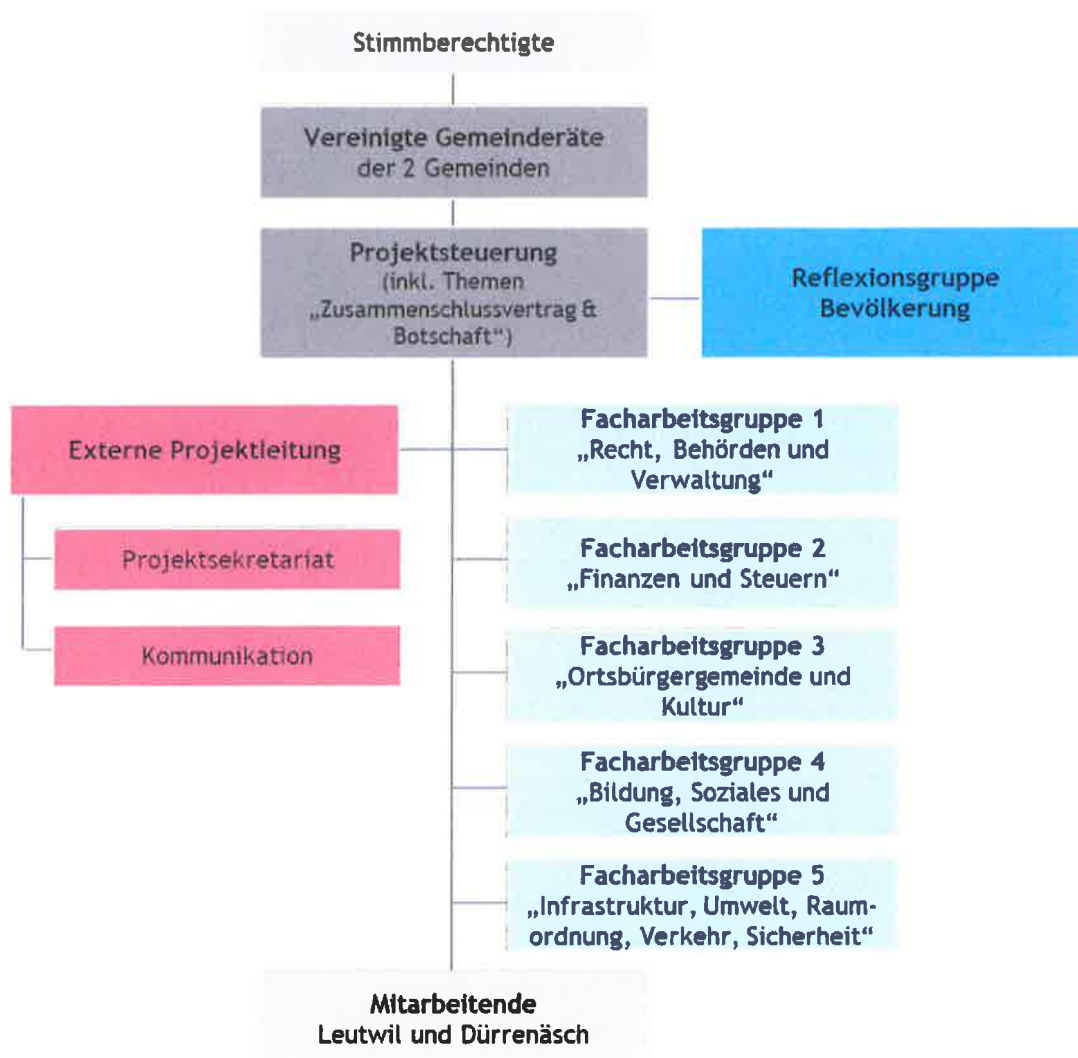 Stimmberechtigte
Vereinigte Gemeinderäte
der 2 Gemeinden
Projektsteuerung
(inkl. Themen
„Zusammenschlussvertrag &
Botschaft“)
Reflexionsgruppe
Bevölkerung
Externe Projektleitung
Projektsekretariat
Kommunikation
Facharbeitsgruppe 1
„Recht, Behörden und
Verwaltung“
Facharbeitsgruppe 2
„Finanzen und Steuern“
Facharbeitsgruppe 3
„Ortsbürgergemeinde und
Kultur“
Facharbeitsgruppe 4
„Bildung, Soziales und
Gesellschaft“
Facharbeitsgruppe 5
„Infrastruktur, Umwelt, Raum-
ordnung, Verkehr, Sicherheit“
Mitarbeitende
Leutwil und Dürrenäsch